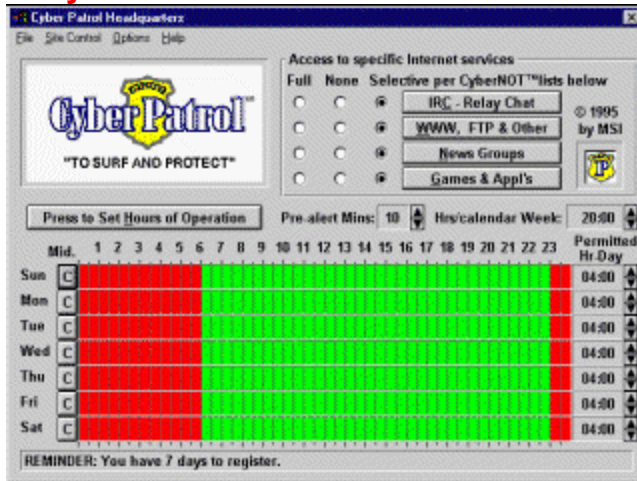 Cyber Patrol Headquarters
File Site Control Options Help
Access to specific Internet services
Full None Selective per CyberNOT™lists below
IRC - Relay Chat
WWW, FTP & Other
News Groups
Games & Appl's
© 1995
by MSI
CyberPatrol
"TO SURF AND PROTECT"
CP
Press to Set Hours of Operation
Pre-alert Mins: 10
Hrs/calendar Week: 20:00
Mid. 1 2 3 4 5 6 7 8 9 10 11 12 13 14 15 16 17 18 19 20 21 22 23
Permitted
Hr-Day
Sun C 04:00
Mon C 04:00
Tue C 04:00
Wed C 04:00
Thu C 04:00
Fri C 04:00
Sat C 04:00
REMINDER: You have 7 days to register.